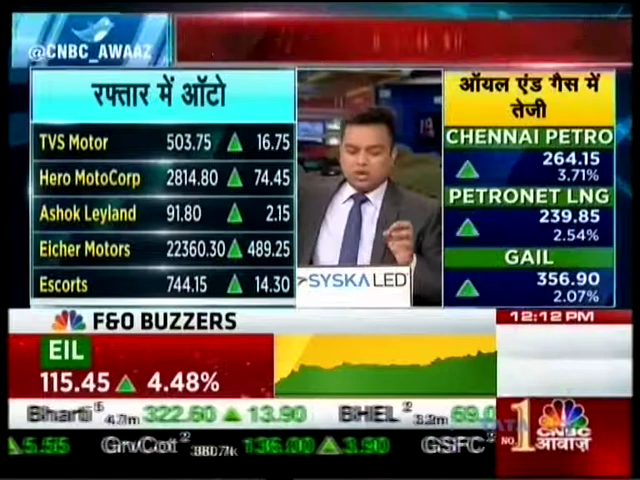 @CNBC_AWAAZ
रफ्तार में ऑटो
TVS Motor 503.75 16.75
Hero MotoCorp 2814.80 74.45
Ashok Leyland 91.80 2.15
Eicher Motors 22360.30 489.25
Escorts 744.15 14.30
SYSKA LED
ऑयल एंड गैस में
तेजी
CHENNAI PETRO
264.15
3.71%
PETRONET LNG
239.85
2.54%
GAIL
356.90
2.07%
F&O BUZZERS
12:12 PM
EIL
115.45 4.48%
Bharti 322.60 13.90 BHEL
GrvCot 136.00 3.90 GSFC
NO. 1
CNBC
आवाज़